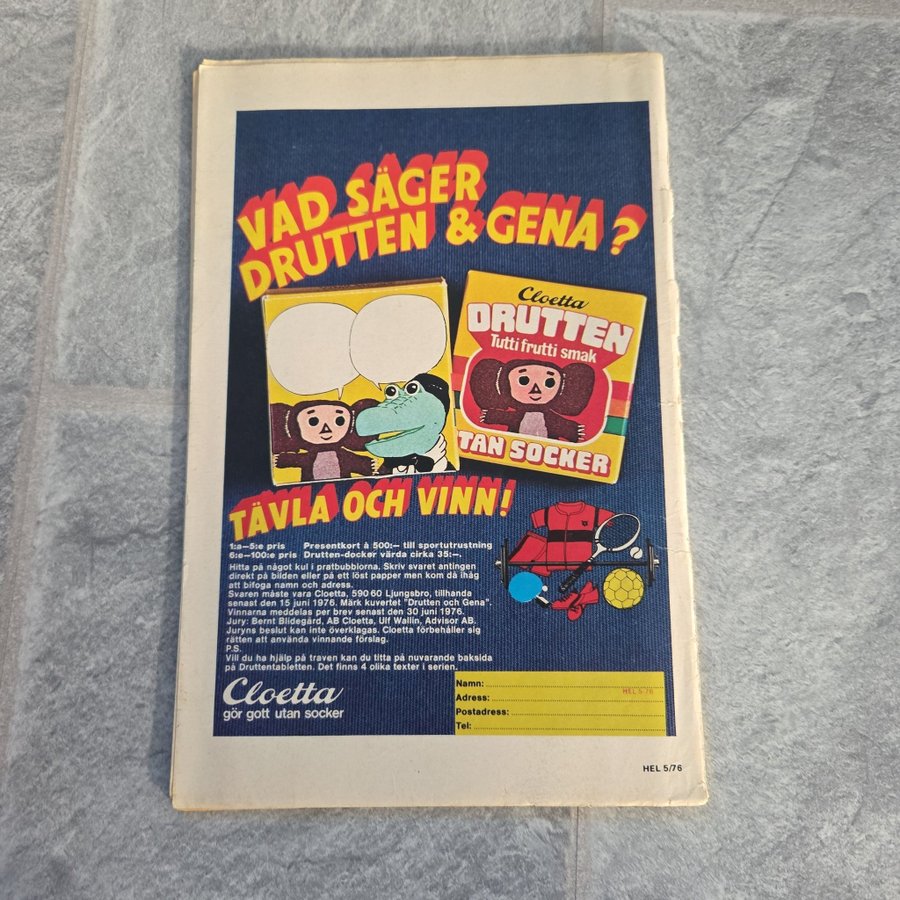 VAD SÄGER
DRUTTEN & GENA?
Cloetta
DRUTTEN
Tutti frutti smak
TAN SOCKER
TÄVLA OCH VINN!
1:a—5:e pris Presentkort à 500:— till sportutrustning
6:e—100:e pris Drutten-dockor värda cirka 35:—.
Hitta på något kul i pratbubblorna. Skriv svaret antingen
direkt på bilden eller på ett löst papper men kom då ihåg
att bifoga namn och adress.
Svaren måste vara Cloetta, 590 60 Ljungsbro, tillhanda
senast den 15 juni 1976. Märk kuvertet "Drutten och Gena".
Vinnarna meddelas per brev senast den 30 juni 1976.
Jury: Bernt Blidegård, AB Cloetta, Ulf Wallin, Advisor AB.
Juryns beslut kan inte överklagas. Cloetta förbehåller sig
rätten att använda vinnande förslag.
P.S.
Vill du ha hjälp på traven kan du titta på nuvarande baksida
på Druttentabletten. Det finns 4 olika texter i serien.
Cloetta
gör gott utan socker
Namn:
HEL 5-76
Adress:
Postadress:
Tel:
HEL 5/76